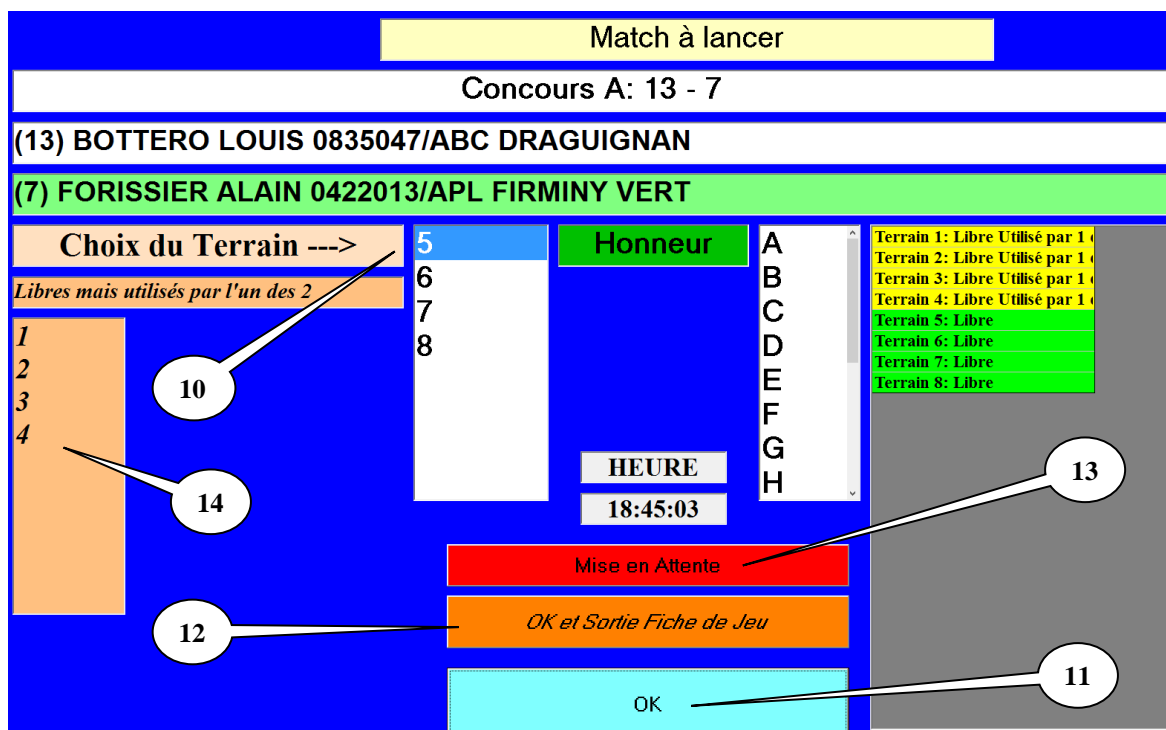 Match à lancer
Concours A: 13 - 7
(13) BOTTERO LOUIS 0835047/ABC DRAGUIGNAN
(7) FORISSIER ALAIN 0422013/APL FIRMINY VERT
Choix du Terrain --->
Libres mais utilisés par l'un des 2
1
2
3
4
10
14
12
5
6
7
8
Honneur
HEURE
18:45:03
A
B
C
D
E
F
G
H
Terrain 1: Libre Utilisé par 1
Terrain 2: Libre Utilisé par 1
Terrain 3: Libre Utilisé par 1
Terrain 4: Libre Utilisé par 1
Terrain 5: Libre
Terrain 6: Libre
Terrain 7: Libre
Terrain 8: Libre
13
Mise en Attente
OK et Sortie Fiche de Jeu
OK
11